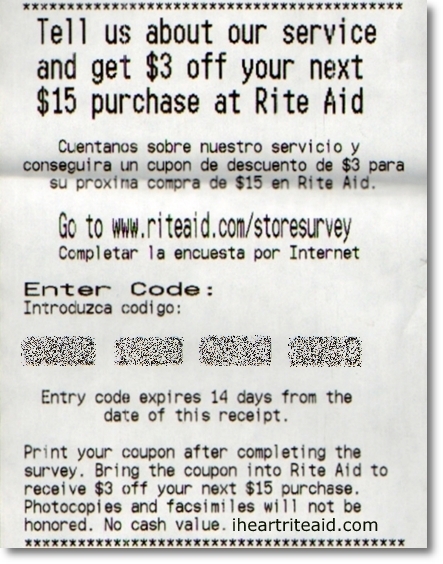 ****************************************
Tell us about our service
and get $3 off your next
$15 purchase at Rite Aid
Cuentanos sobre nuestro servicio y
conseguira un cupon de descuento de $3 para
su proxima compra de $15 en Rite Aid.
Go to www.riteaid.com/storesurvey
Completar la encuesta por Internet
Enter Code:
Introduzca codigo:
Entry code expires 14 days from the
date of this receipt.
Print your coupon after completing the
survey. Bring the coupon into Rite Aid to
receive $3 off your next $15 purchase.
Photocopies and facsimiles will not be
honored. No cash value. iheartriteaid.com
****************************************